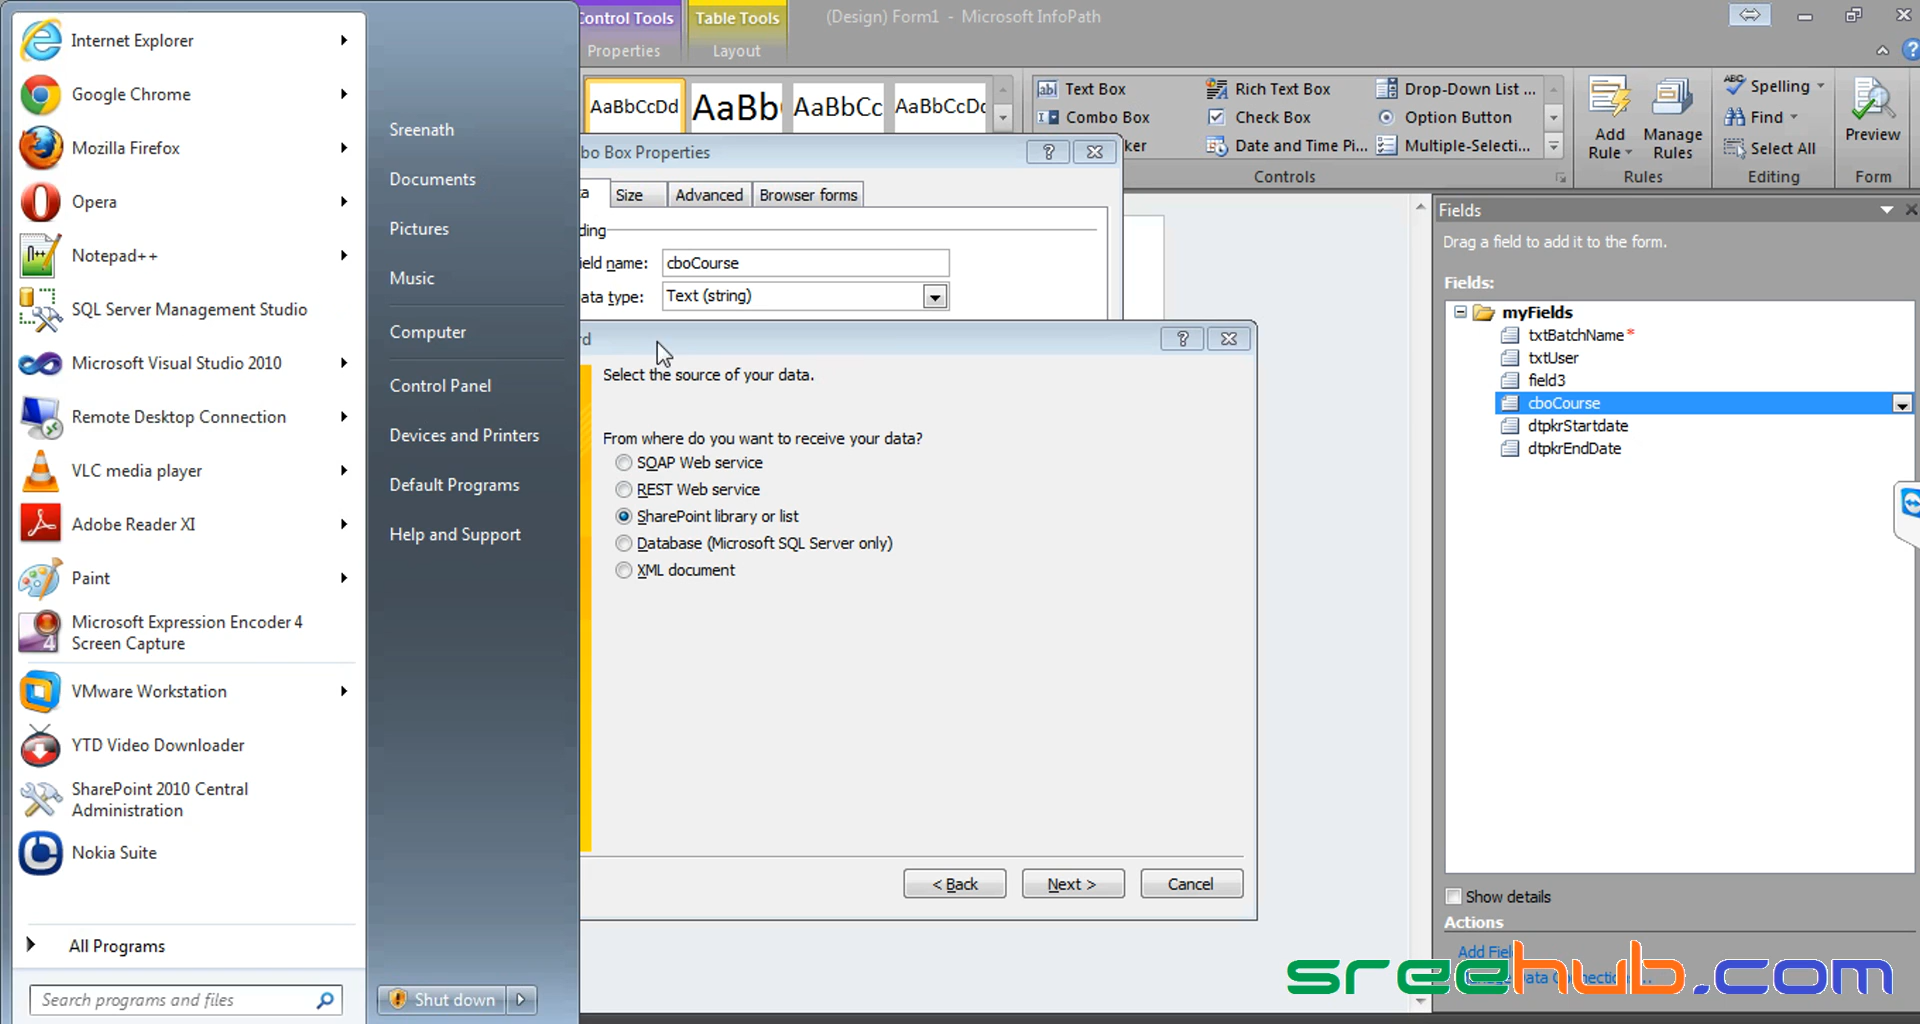 Internet Explorer
Google Chrome
Mozilla Firefox
Opera
Notepad++
SQL Server Management Studio
Microsoft Visual Studio 2010
Remote Desktop Connection
VLC media player
Adobe Reader XI
Paint
Microsoft Expression Encoder 4
Screen Capture
VMware Workstation
YTD Video Downloader
SharePoint 2010 Central
Administration
Nokia Suite
All Programs
Search programs and files
Sreenath
Documents
Pictures
Music
Computer
Control Panel
Devices and Printers
Default Programs
Help and Support
Shut down
Control Tools
Table Tools
(Design) Form1 - Microsoft InfoPath
Properties
Layout
AaBbCcDd
AaBb
AaBbCc
AaBbCcDc
Text Box
Rich Text Box
Drop-Down List ...
Combo Box
Check Box
Option Button
ker
Date and Time Pi...
Multiple-Selecti...
Controls
Add
Rule
Manage
Rules
Rules
Spelling
Find
Select All
Editing
Preview
Form
bo Box Properties
ta
Size
Advanced
Browser forms
ding
ield name:
cboCourse
ata type:
Text (string)
rd
Select the source of your data.
From where do you want to receive your data?
SOAP Web service
REST Web service
SharePoint library or list
Database (Microsoft SQL Server only)
XML document
< Back
Next >
Cancel
Fields
Drag a field to add it to the form.
Fields:
myFields
txtBatchName *
txtUser
field3
cboCourse
dtpkrStartdate
dtpkrEndDate
Show details
Actions
Add Fie
sreehub.com